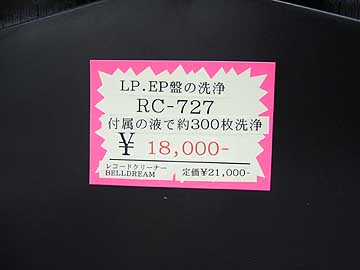 LP.EP盤の洗浄
RC-727
付属の液で約300枚洗浄
¥ 18,000-
レコードクリーナー
BELLDREAM 定価¥21,000-